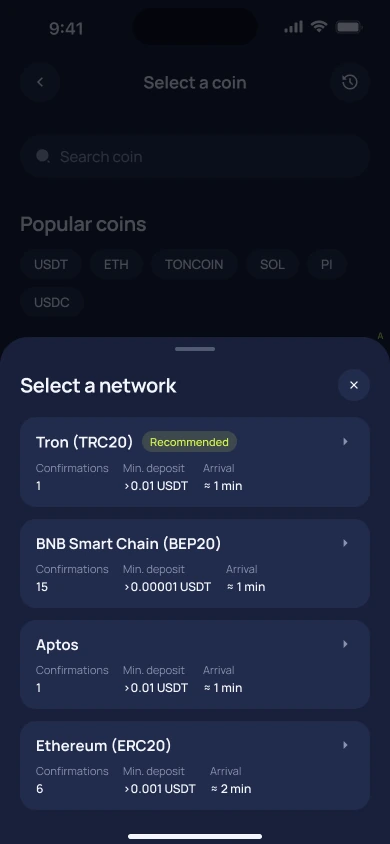 9:41
Select a coin
Search coin
Popular coins
USDT ETH TONCOIN SOL PI
USDC
A
Select a network
Tron (TRC20) Recommended
Confirmations Min. deposit Arrival
1 >0.01 USDT ≈ 1 min
BNB Smart Chain (BEP20)
Confirmations Min. deposit Arrival
15 >0.00001 USDT ≈ 1 min
Aptos
Confirmations Min. deposit Arrival
1 >0.01 USDT ≈ 1 min
Ethereum (ERC20)
Confirmations Min. deposit Arrival
6 >0.001 USDT ≈ 2 min